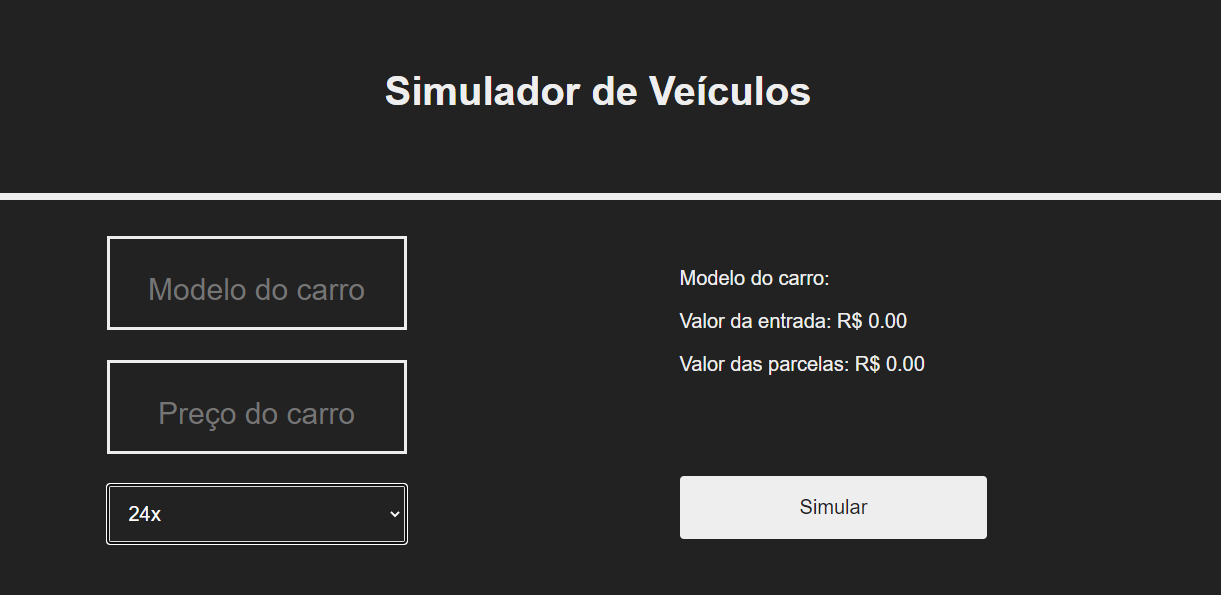 Simulador de Veículos
Modelo do carro
Preço do carro
24x
Modelo do carro:
Valor da entrada: R$ 0.00
Valor das parcelas: R$ 0.00
Simular